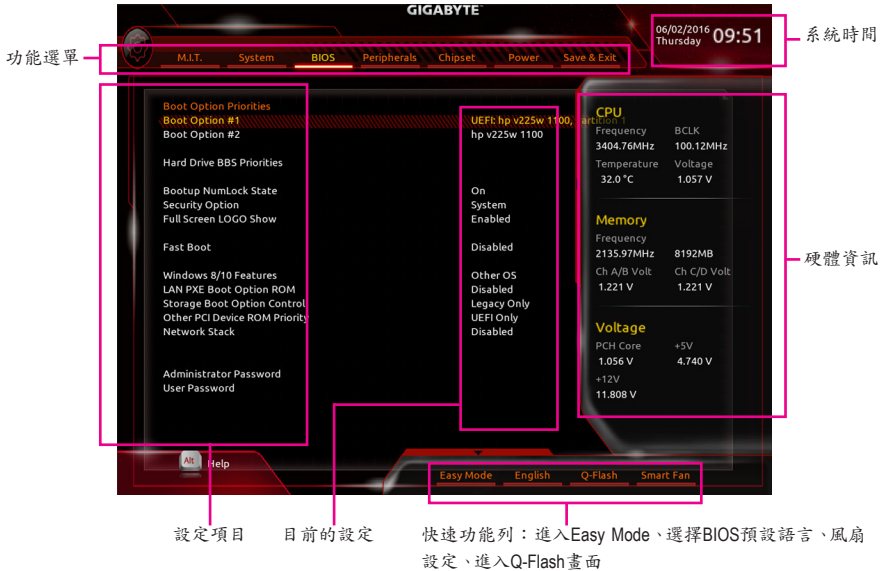 GIGABYTE™
06/02/2016
Thursday 09:51
系統時間
功能選單
M.I.T. System BIOS Peripherals Chipset Power Save & Exit
Boot Option Priorities
Boot Option #1 UEFI: hp v225w 1100, Partition 1
Boot Option #2 hp v225w 1100
Hard Drive BBS Priorities
Bootup NumLock State On
Security Option System
Full Screen LOGO Show Enabled
Fast Boot Disabled
Windows 8/10 Features Other OS
LAN PXE Boot Option ROM Disabled
Storage Boot Option Control Legacy Only
Other PCI Device ROM Priority UEFI Only
Network Stack Disabled
Administrator Password
User Password
CPU
Frequency BCLK
3404.76MHz 100.12MHz
Temperature Voltage
32.0 °C 1.057 V
Memory
Frequency
2135.97MHz 8192MB
Ch A/B Volt Ch C/D Volt
1.221 V 1.221 V
Voltage
PCH Core +5V
1.056 V 4.740 V
+12V
11.808 V
硬體資訊
Alt Help
Easy Mode English Q-Flash Smart Fan
設定項目 目前的設定 快速功能列：進入Easy Mode、選擇BIOS預設語言、風扇
設定、進入Q-Flash畫面